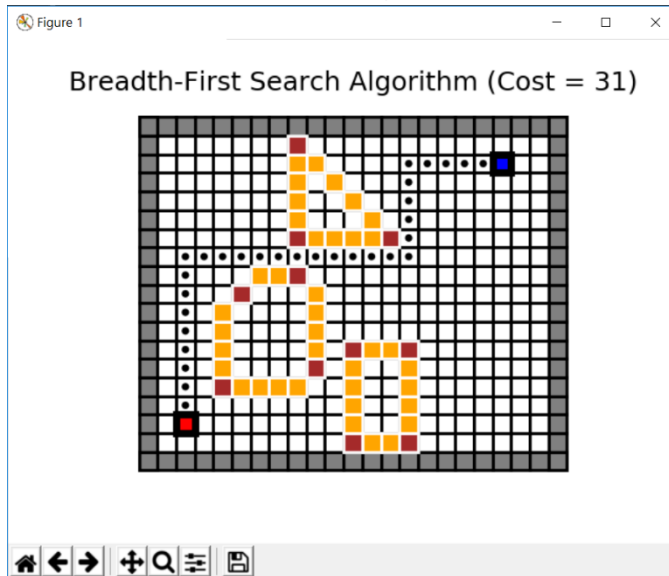 Figure 1
Breadth-First Search Algorithm (Cost = 31)